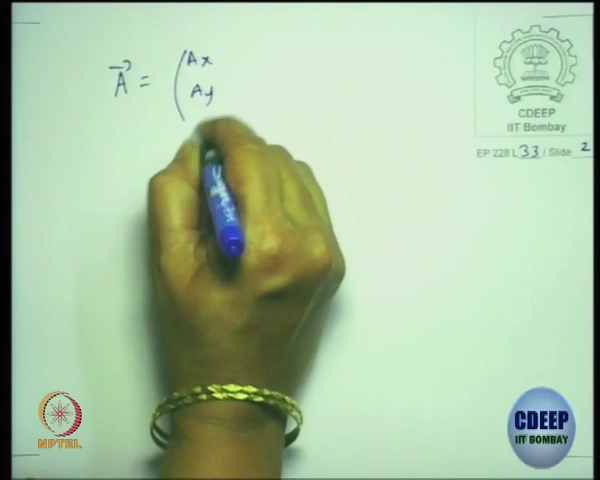 A⃗ = ( Ax
Ay
CDEEP
IIT Bombay
EP 228 L 33 / Slide 2
NPTEL
CDEEP
IIT BOMBAY